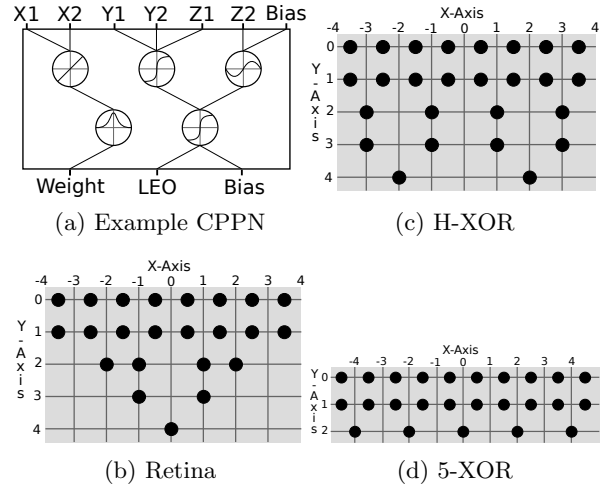 X1 X2 Y1 Y2 Z1 Z2 Bias
Weight LEO Bias
(a) Example CPPN
X-Axis
-4 -3 -2 -1 0 1 2 3 4
Y-Axis
0
1
2
3
4
(c) H-XOR
X-Axis
-4 -3 -2 -1 0 1 2 3 4
Y-Axis
0
1
2
3
4
(b) Retina
X-Axis
-4 -3 -2 -1 0 1 2 3 4
Y-Axis
0
1
2
(d) 5-XOR